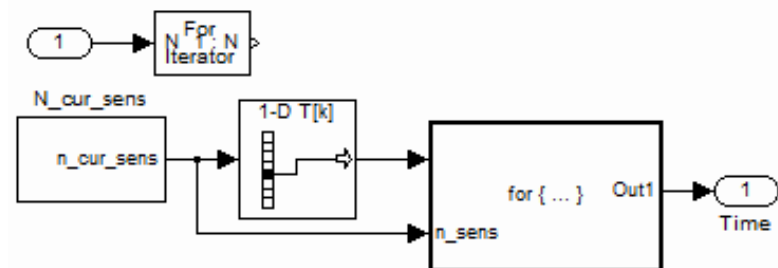 1
For
N 1 : N
Iterator
N_cur_sens
n_cur_sens
1-D T[k]
for { ... }
Out1
n_sens
1
Time